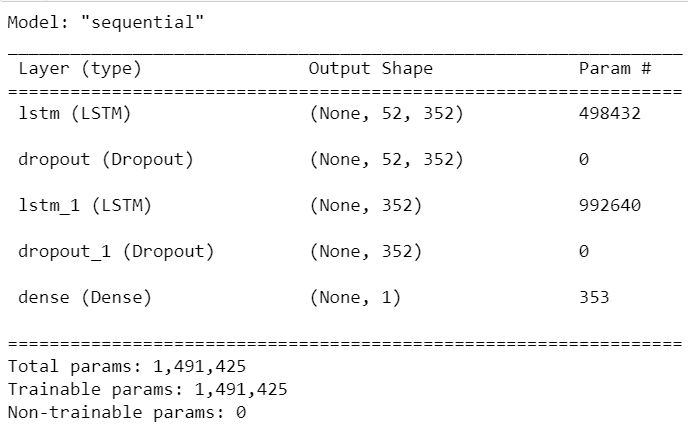 Model: "sequential"
_________________________________________________________________
Layer (type) Output Shape Param #
=================================================================
lstm (LSTM) (None, 52, 352) 498432
dropout (Dropout) (None, 52, 352) 0
lstm_1 (LSTM) (None, 352) 992640
dropout_1 (Dropout) (None, 352) 0
dense (Dense) (None, 1) 353
=================================================================
Total params: 1,491,425
Trainable params: 1,491,425
Non-trainable params: 0